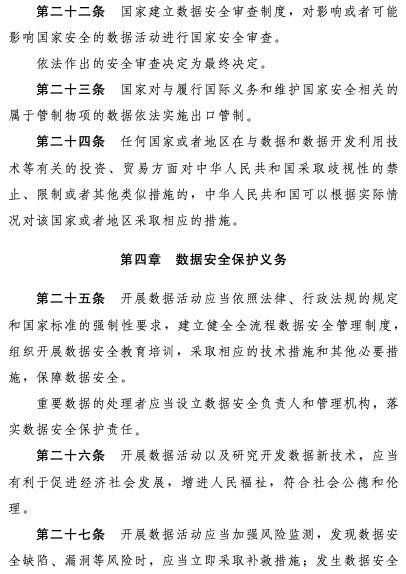 第二十二条　国家建立数据安全审查制度，对影响或者可能
影响国家安全的数据活动进行国家安全审查。
依法作出的安全审查决定为最终决定。
第二十三条　国家对与履行国际义务和维护国家安全相关的
属于管制物项的数据依法实施出口管制。
第二十四条　任何国家或者地区在与数据和数据开发利用技
术等有关的投资、贸易方面对中华人民共和国采取歧视性的禁
止、限制或者其他类似措施的，中华人民共和国可以根据实际情
况对该国家或者地区采取相应的措施。
第四章　数据安全保护义务
第二十五条　开展数据活动应当依照法律、行政法规的规定
和国家标准的强制性要求，建立健全全流程数据安全管理制度，
组织开展数据安全教育培训，采取相应的技术措施和其他必要措
施，保障数据安全。
重要数据的处理者应当设立数据安全负责人和管理机构，落
实数据安全保护责任。
第二十六条　开展数据活动以及研究开发数据新技术，应当
有利于促进经济社会发展，增进人民福祉，符合社会公德和伦
理。
第二十七条　开展数据活动应当加强风险监测，发现数据安
全缺陷、漏洞等风险时，应当立即采取补救措施；发生数据安全